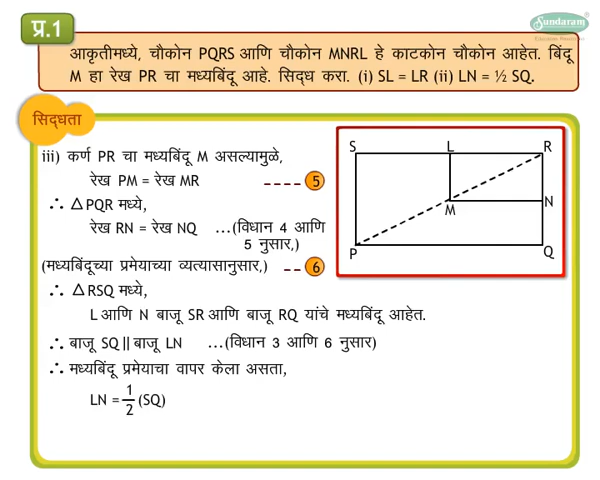 प्र.1
Sundaram
आकृतीमध्ये, चौकोन PQRS आणि चौकोन MNRL हे काटकोन चौकोन आहेत. बिंदू
M हा रेख PR चा मध्यबिंदू आहे. सिद्ध करा. (i) SL = LR (ii) LN = ½ SQ.
सिद्धता
iii) कर्ण PR चा मध्यबिंदू M असल्यामुळे,
रेख PM = रेख MR ---- 5
∴ △PQR मध्ये,
रेख RN = रेख NQ ...(विधान 4 आणि
5 नुसार,)
(मध्यबिंदूच्या प्रमेयाच्या व्यत्यासानुसार,) -- 6
∴ △RSQ मध्ये,
L आणि N बाजू SR आणि बाजू RQ यांचे मध्यबिंदू आहेत.
∴ बाजू SQ || बाजू LN ...(विधान 3 आणि 6 नुसार)
∴ मध्यबिंदू प्रमेयाचा वापर केला असता,
LN = 1/2 (SQ)
S L R
M N
P Q